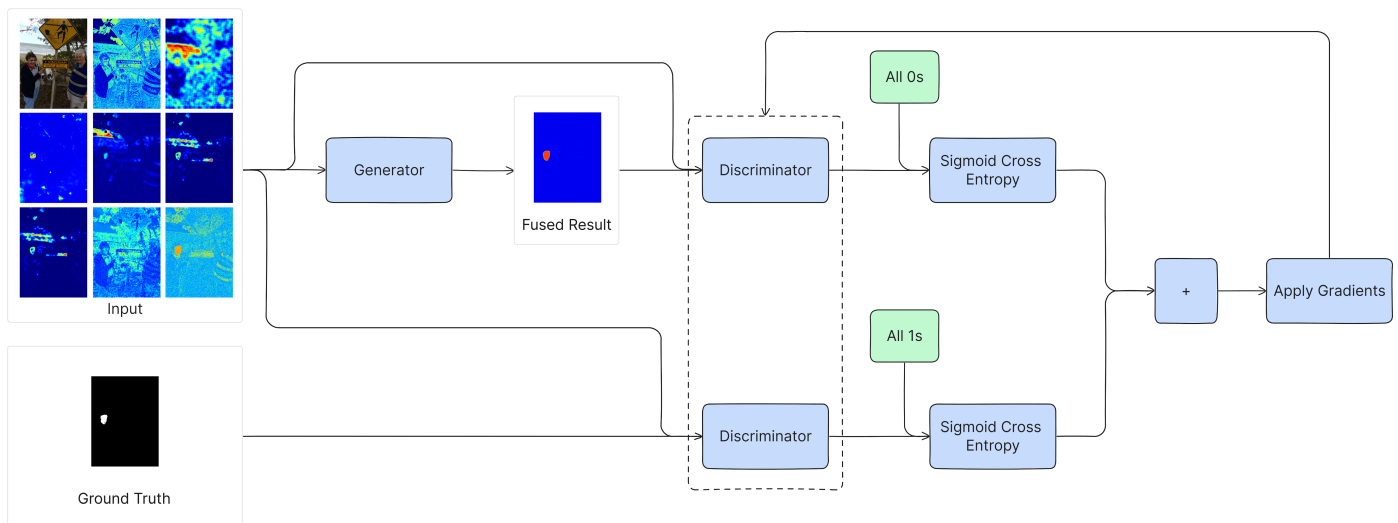 All 0s
Generator
Discriminator
Sigmoid Cross
Entropy
Fused Result
Input
+
Apply Gradients
All 1s
Discriminator
Sigmoid Cross
Entropy
Ground Truth